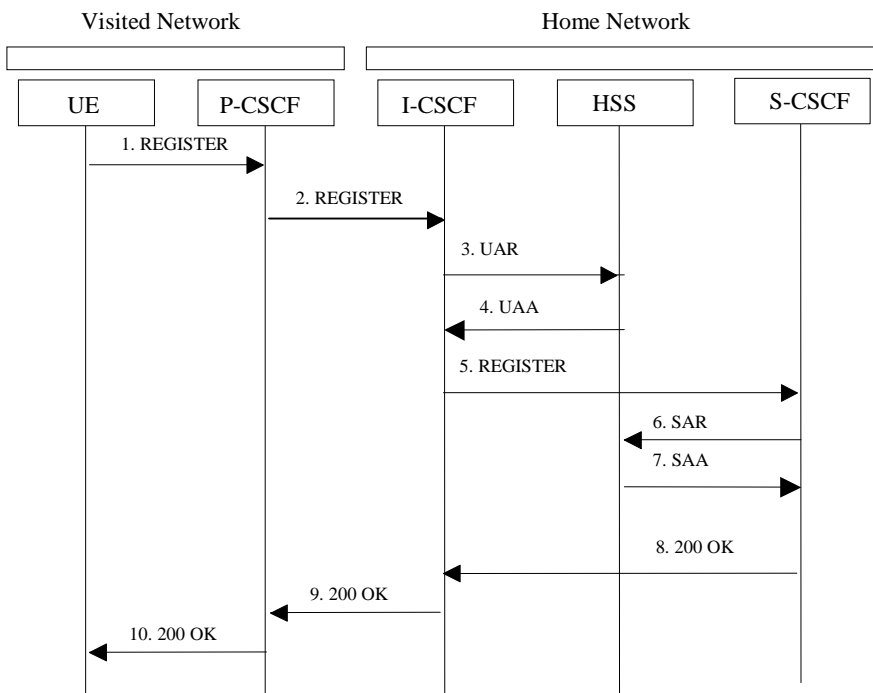 Visited Network
Home Network
UE
P-CSCF
I-CSCF
HSS
S-CSCF
1. REGISTER
2. REGISTER
3. UAR
4. UAA
5. REGISTER
6. SAR
7. SAA
8. 200 OK
9. 200 OK
10. 200 OK